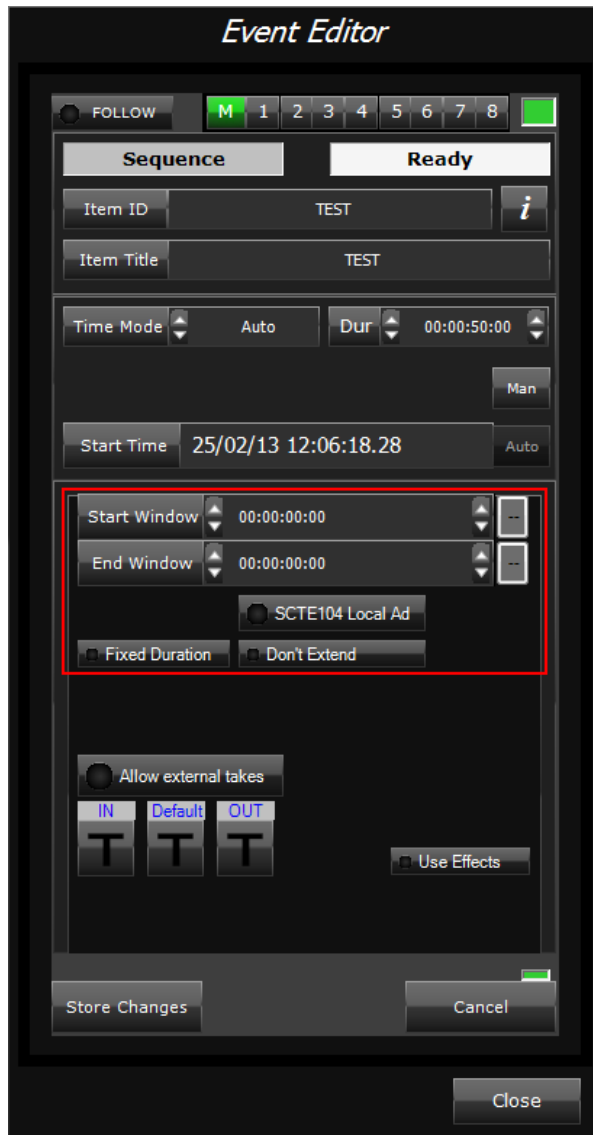 Event Editor
FOLLOW M 1 2 3 4 5 6 7 8
Sequence Ready
Item ID TEST i
Item Title TEST
Time Mode Auto Dur 00:00:50:00
Man
Start Time 25/02/13 12:06:18.28 Auto
Start Window 00:00:00:00 --
End Window 00:00:00:00 --
SCTE104 Local Ad
Fixed Duration Don't Extend
Allow external takes
IN Default OUT
T T T
Use Effects
Store Changes Cancel
Close